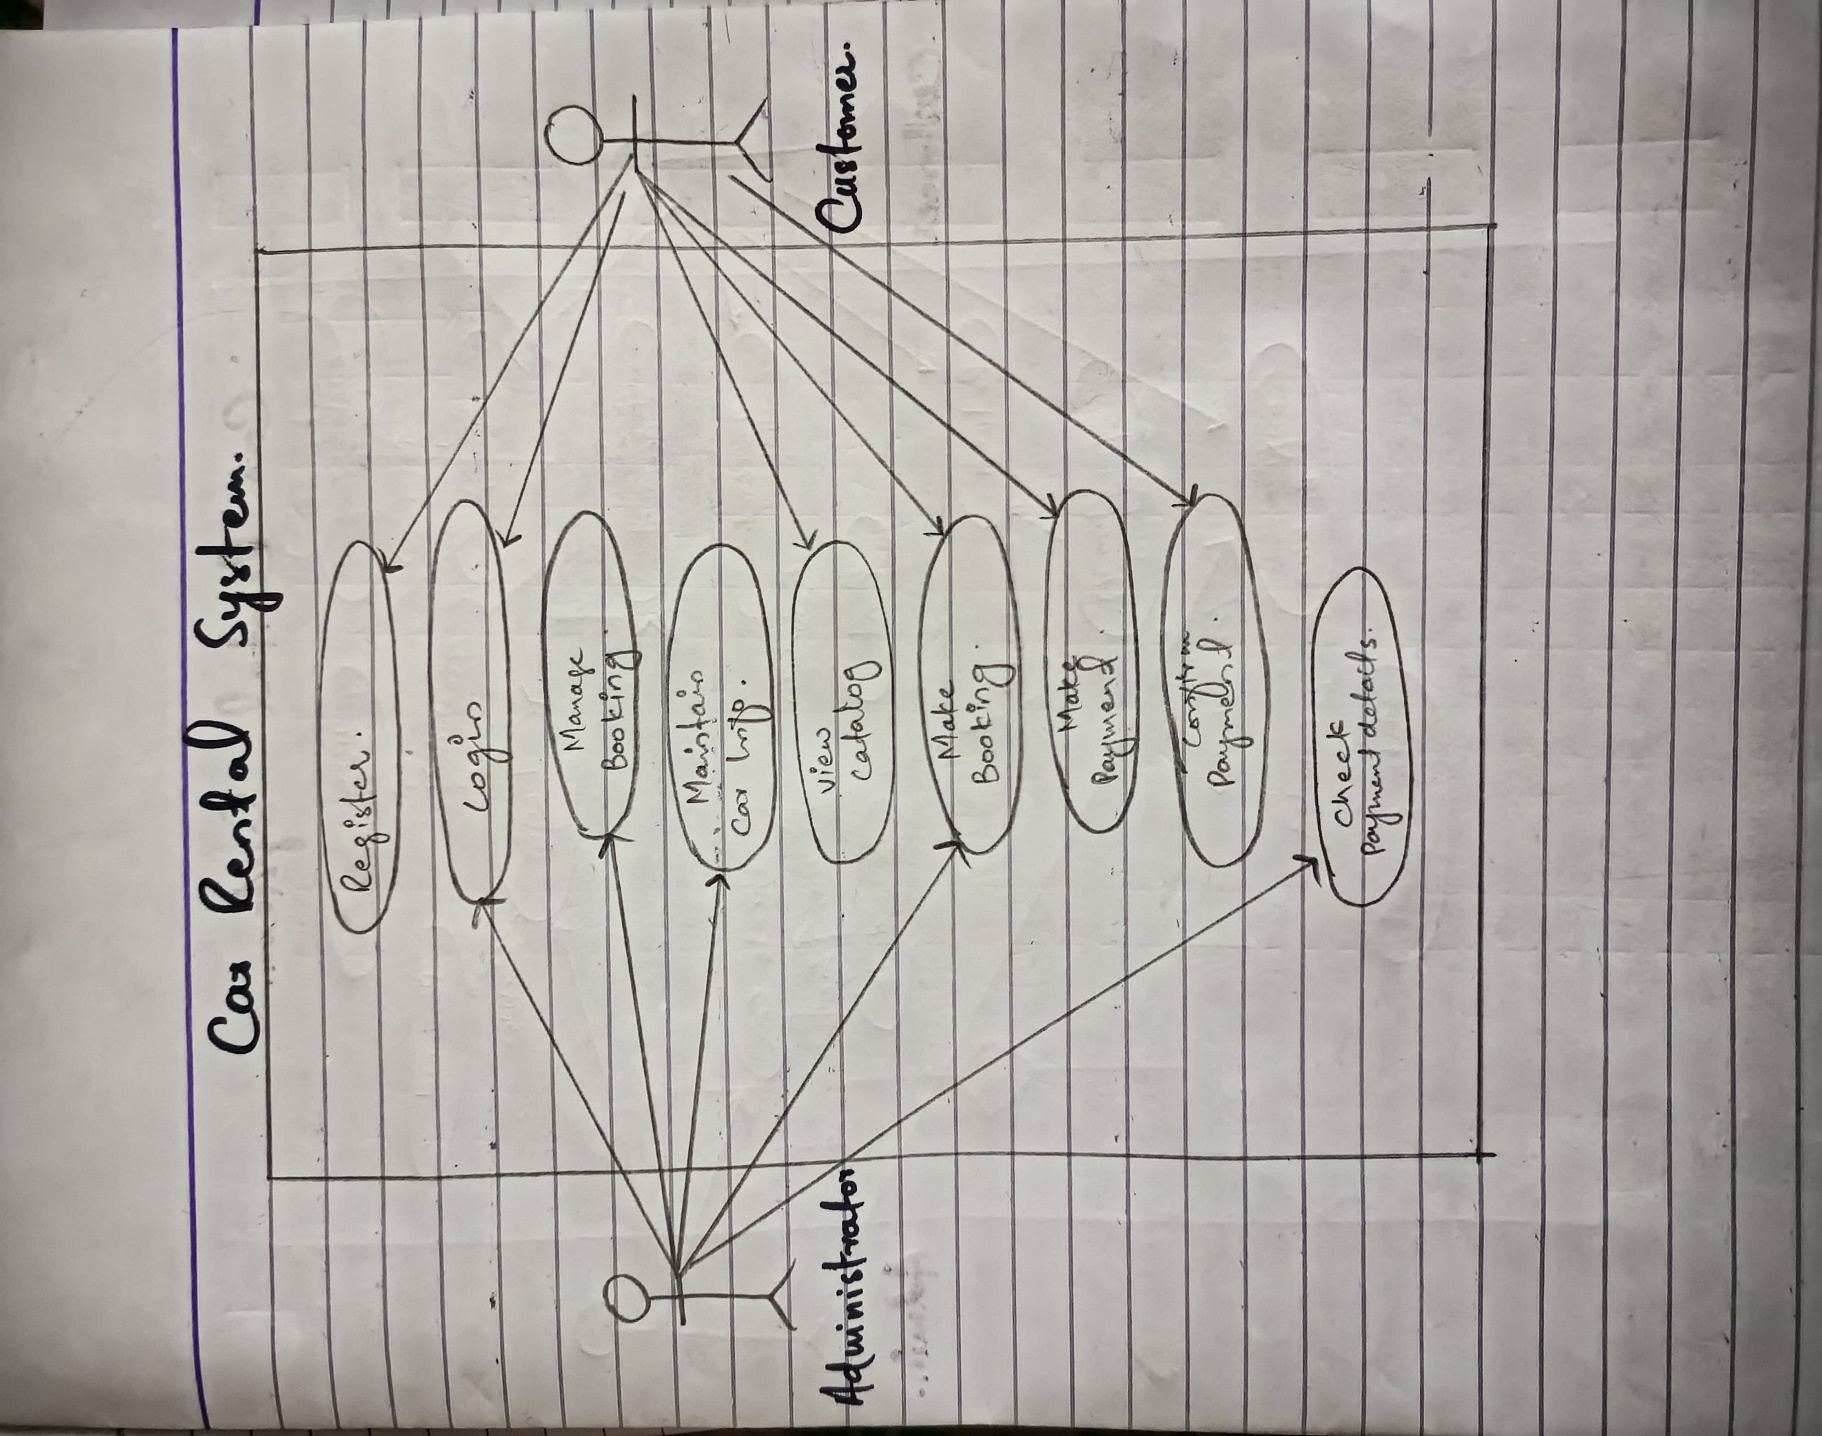 Car Rental System.
Register.
Login
Manage
Booking.
Maintain
Car Info.
View
Catalog
Make
Booking.
Make
Payment.
Confirm
Payment.
Check
Payment details.
Administrator
Customer.